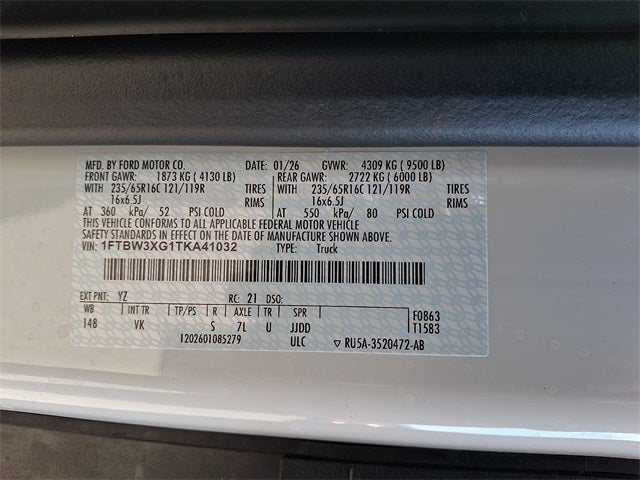 MFD. BY FORD MOTOR CO. DATE: 01/26 GVWR: 4309 KG ( 9500 LB)
FRONT GAWR: 1873 KG ( 4130 LB) REAR GAWR: 2722 KG ( 6000 LB)
WITH 235/65R16C 121/119R TIRES WITH 235/65R16C 121/119R TIRES
16x6.5J RIMS 16x6.5J RIMS
AT 360 kPa/ 52 PSI COLD AT 550 kPa/ 80 PSI COLD
THIS VEHICLE CONFORMS TO ALL APPLICABLE FEDERAL MOTOR VEHICLE
SAFETY STANDARDS IN EFFECT ON THE DATE OF MANUFACTURE SHOWN ABOVE.
VIN: 1FTBW3XG1TKA41032 TYPE: Truck
EXT PNT: YZ RC: 21 DSO:
WB INT TR TP/PS R AXLE TR SPR F0863
148 VK S 7L U JJDD T1583
1202601085279 ULC ▽ RU5A-3520472-AB